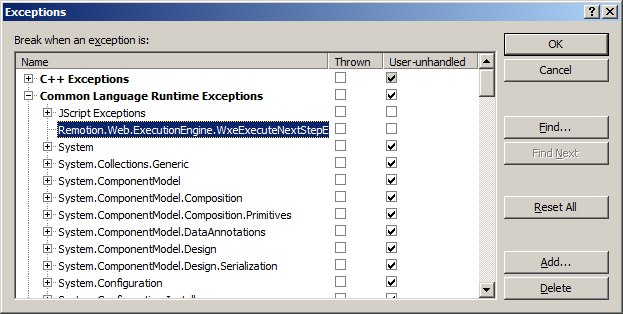 Exceptions
Break when an exception is:
Name Thrown User-unhandled
C++ Exceptions
Common Language Runtime Exceptions
JScript Exceptions
Remotion.Web.ExecutionEngine.WxeExecuteNextStepE
System
System.Collections.Generic
System.ComponentModel
System.ComponentModel.Composition
System.ComponentModel.Composition.Primitives
System.ComponentModel.DataAnnotations
System.ComponentModel.Design
System.ComponentModel.Design.Serialization
System.Configuration
OK
Cancel
Find...
Find Next
Reset All
Add...
Delete